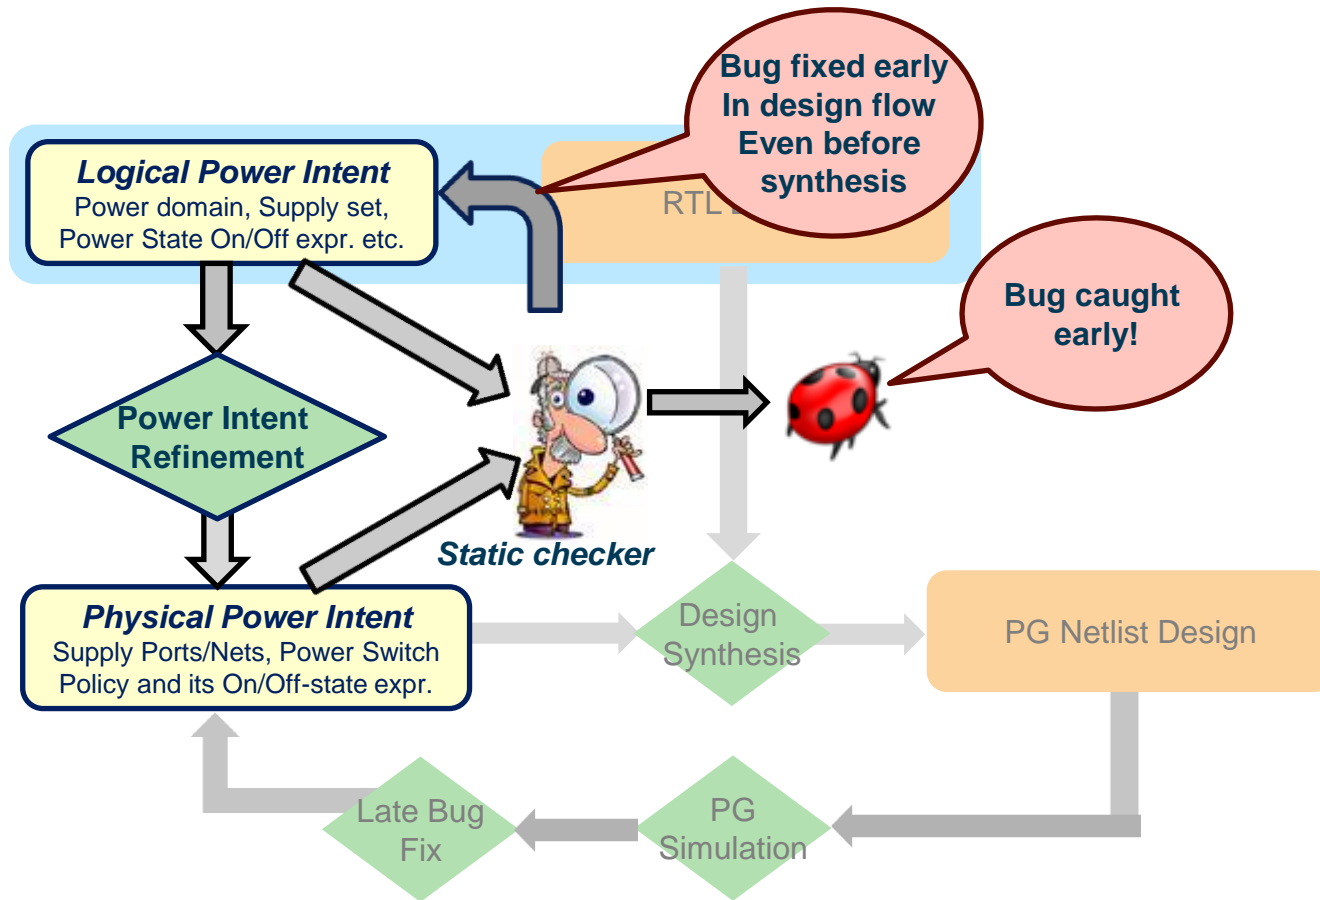 Bug fixed early
In design flow
Even before
synthesis
Logical Power Intent
Power domain, Supply set,
Power State On/Off expr. etc.
RTL
Bug caught
early!
Power Intent
Refinement
Static checker
Physical Power Intent
Supply Ports/Nets, Power Switch
Policy and its On/Off-state expr.
Design
Synthesis
PG Netlist Design
Late Bug
Fix
PG
Simulation